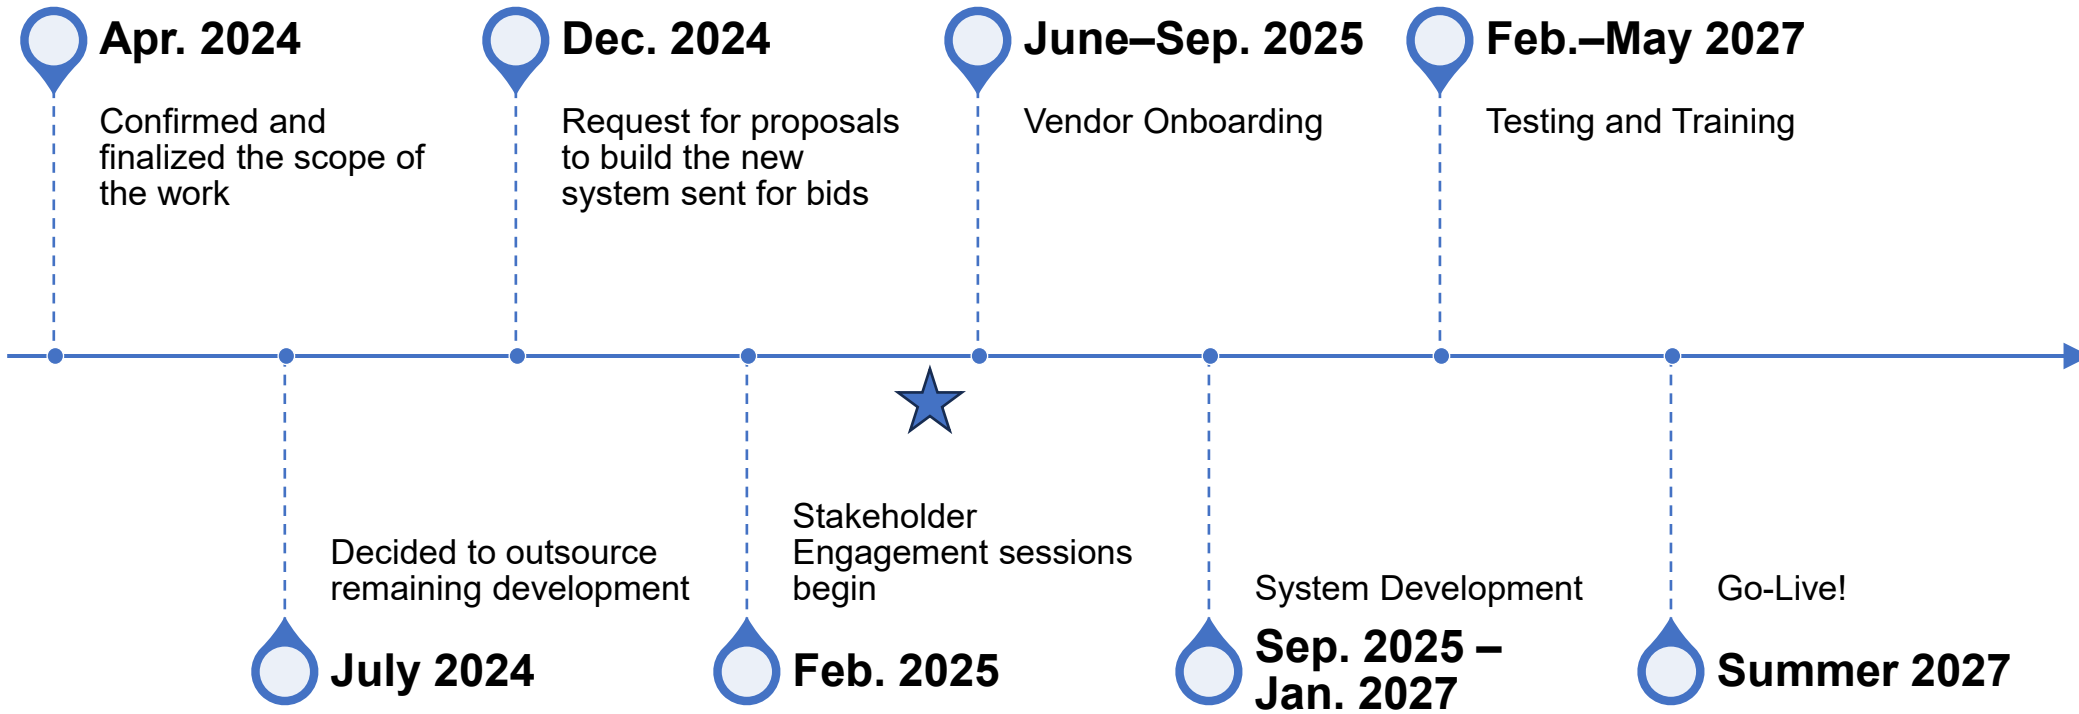 Apr. 2024
Confirmed and
finalized the scope of
the work
Dec. 2024
Request for proposals
to build the new
system sent for bids
June–Sep. 2025
Vendor Onboarding
Feb.–May 2027
Testing and Training
Decided to outsource
remaining development
July 2024
Stakeholder
Engagement sessions
begin
Feb. 2025
System Development
Sep. 2025 –
Jan. 2027
Go-Live!
Summer 2027